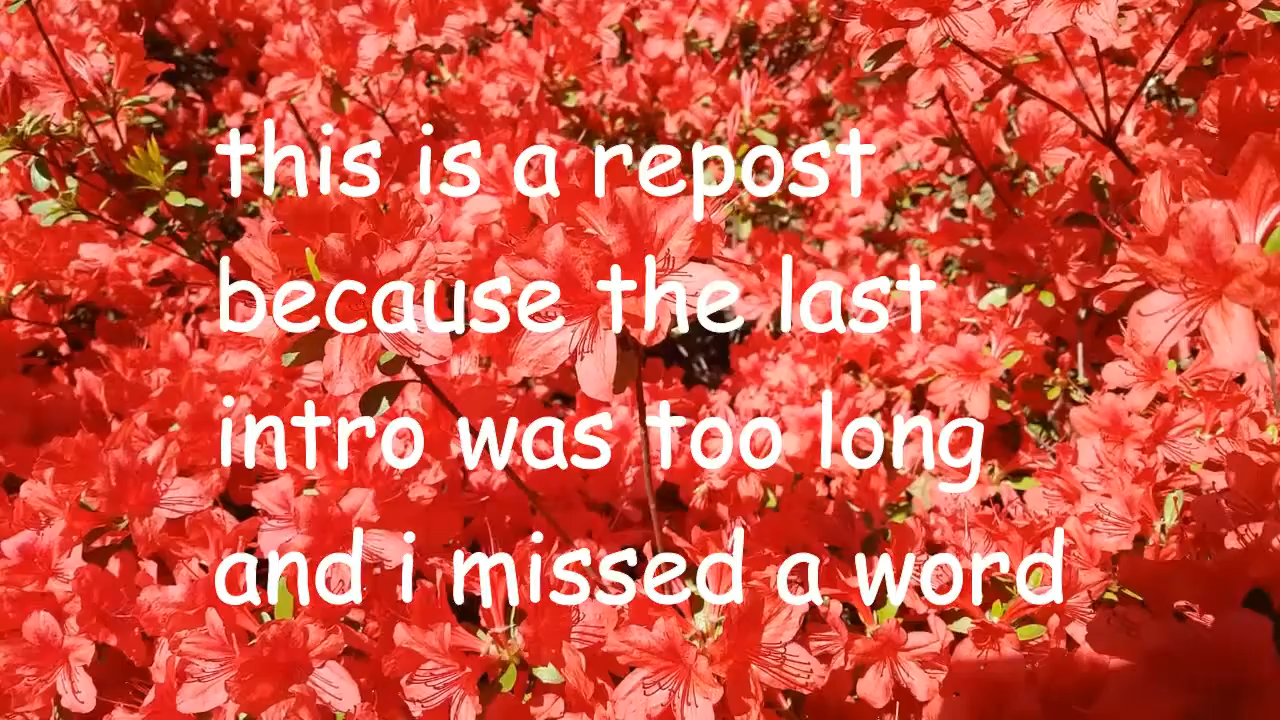 this is a repost
because the last
intro was too long
and i missed a word